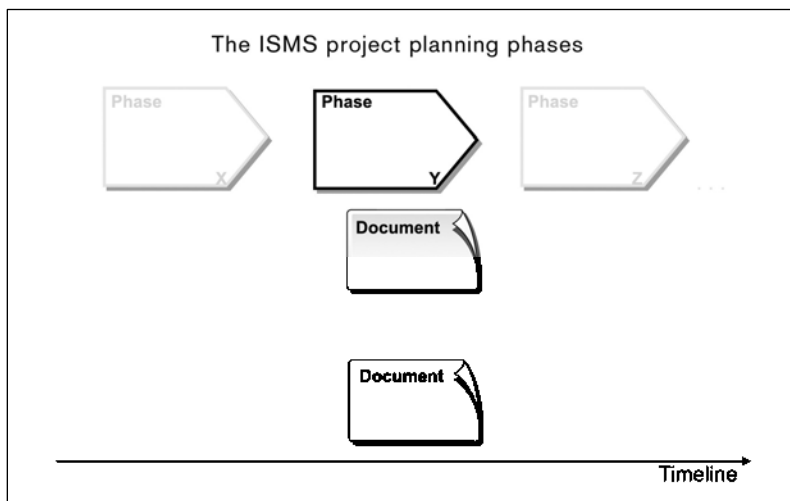 The ISMS project planning phases
Phase
X
Phase
Y
Phase
Z
...
Document
Document
Timeline